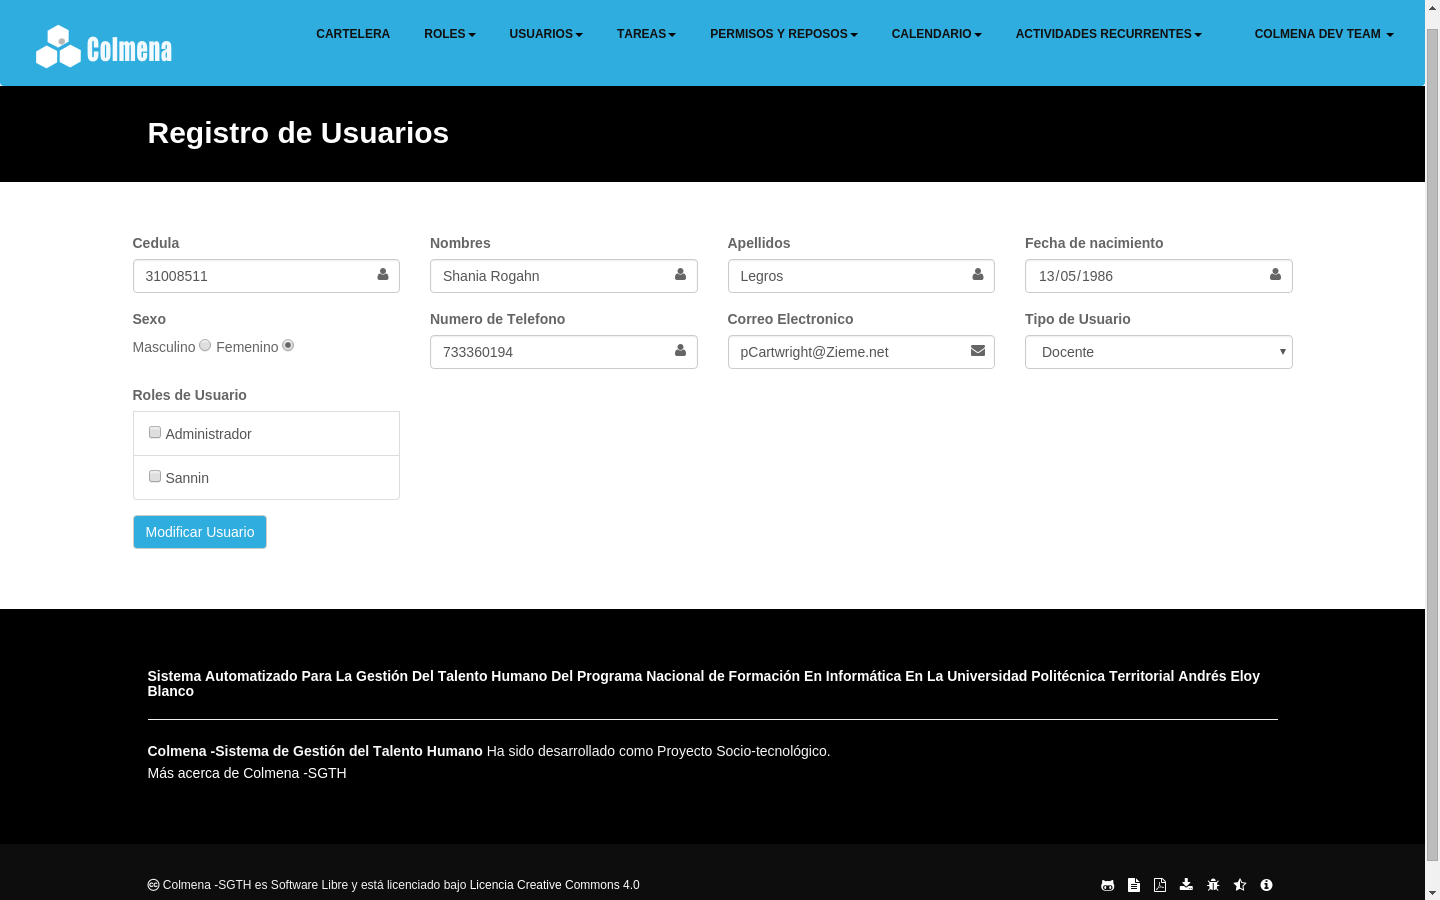 Colmena
CARTELERA ROLES USUARIOS TAREAS PERMISOS Y REPOSOS CALENDARIO ACTIVIDADES RECURRENTES COLMENA DEV TEAM
Registro de Usuarios
Cedula Nombres Apellidos Fecha de nacimiento
31008511 Shania Rogahn Legros 13/05/1986
Sexo Numero de Telefono Correo Electronico Tipo de Usuario
Masculino Femenino 733360194 pCartwright@Zieme.net Docente
Roles de Usuario
Administrador
Sannin
Modificar Usuario
Sistema Automatizado Para La Gestión Del Talento Humano Del Programa Nacional de Formación En Informática En La Universidad Politécnica Territorial Andrés Eloy
Blanco
Colmena -Sistema de Gestión del Talento Humano Ha sido desarrollado como Proyecto Socio-tecnológico.
Más acerca de Colmena -SGTH
Colmena -SGTH es Software Libre y está licenciado bajo Licencia Creative Commons 4.0